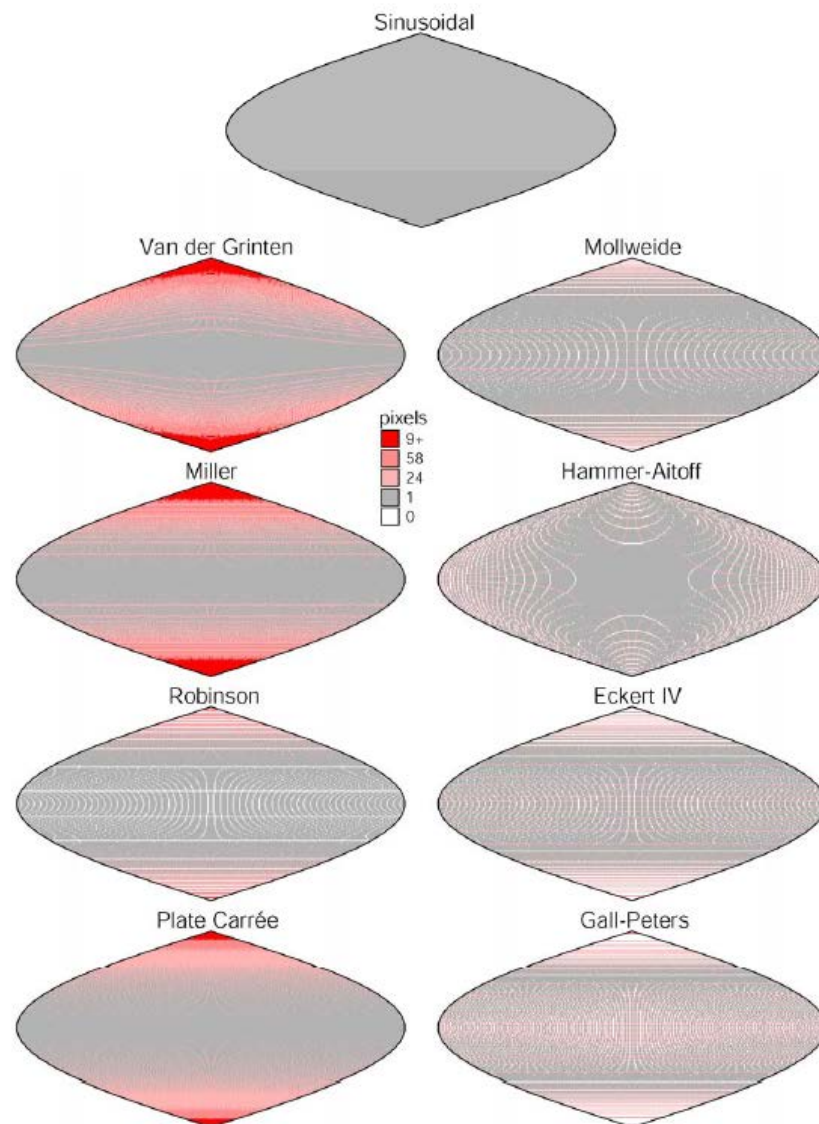 Sinusoidal
Van der Grinten
Mollweide
pixels
9+
58
24
1
0
Miller
Hammer-Aitoff
Robinson
Eckert IV
Plate Carrée
Gall-Peters